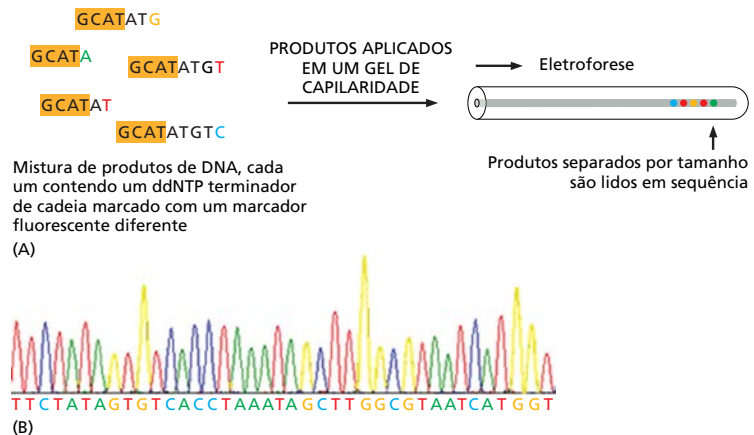 GCATATG
GCATA
GCATATGT
GCATAT
GCATATGTC
PRODUTOS APLICADOS
EM UM GEL DE
CAPILARIDADE
Eletroforese
Produtos separados por tamanho
são lidos em sequência
Mistura de produtos de DNA, cada
um contendo um ddNTP terminador
de cadeia marcado com um marcador
fluorescente diferente
(A)
TTCTATAGTGTCACCTAAATAGCTTGGCGTAATCATGGT
(B)